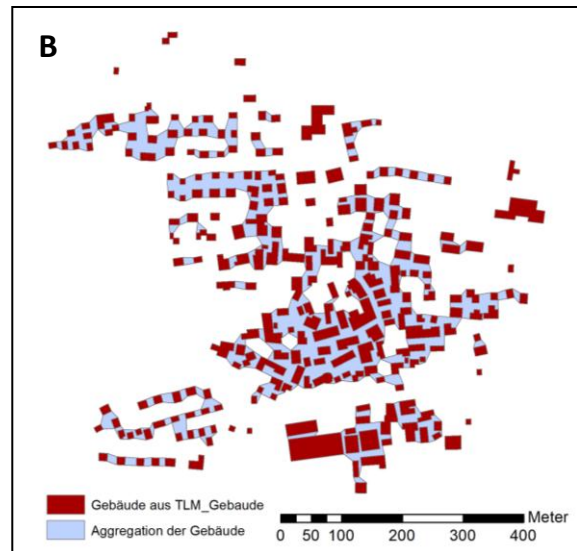 B
Gebäude aus TLM_Gebaude
Aggregation der Gebäude
Meter
0 50 100 200 300 400